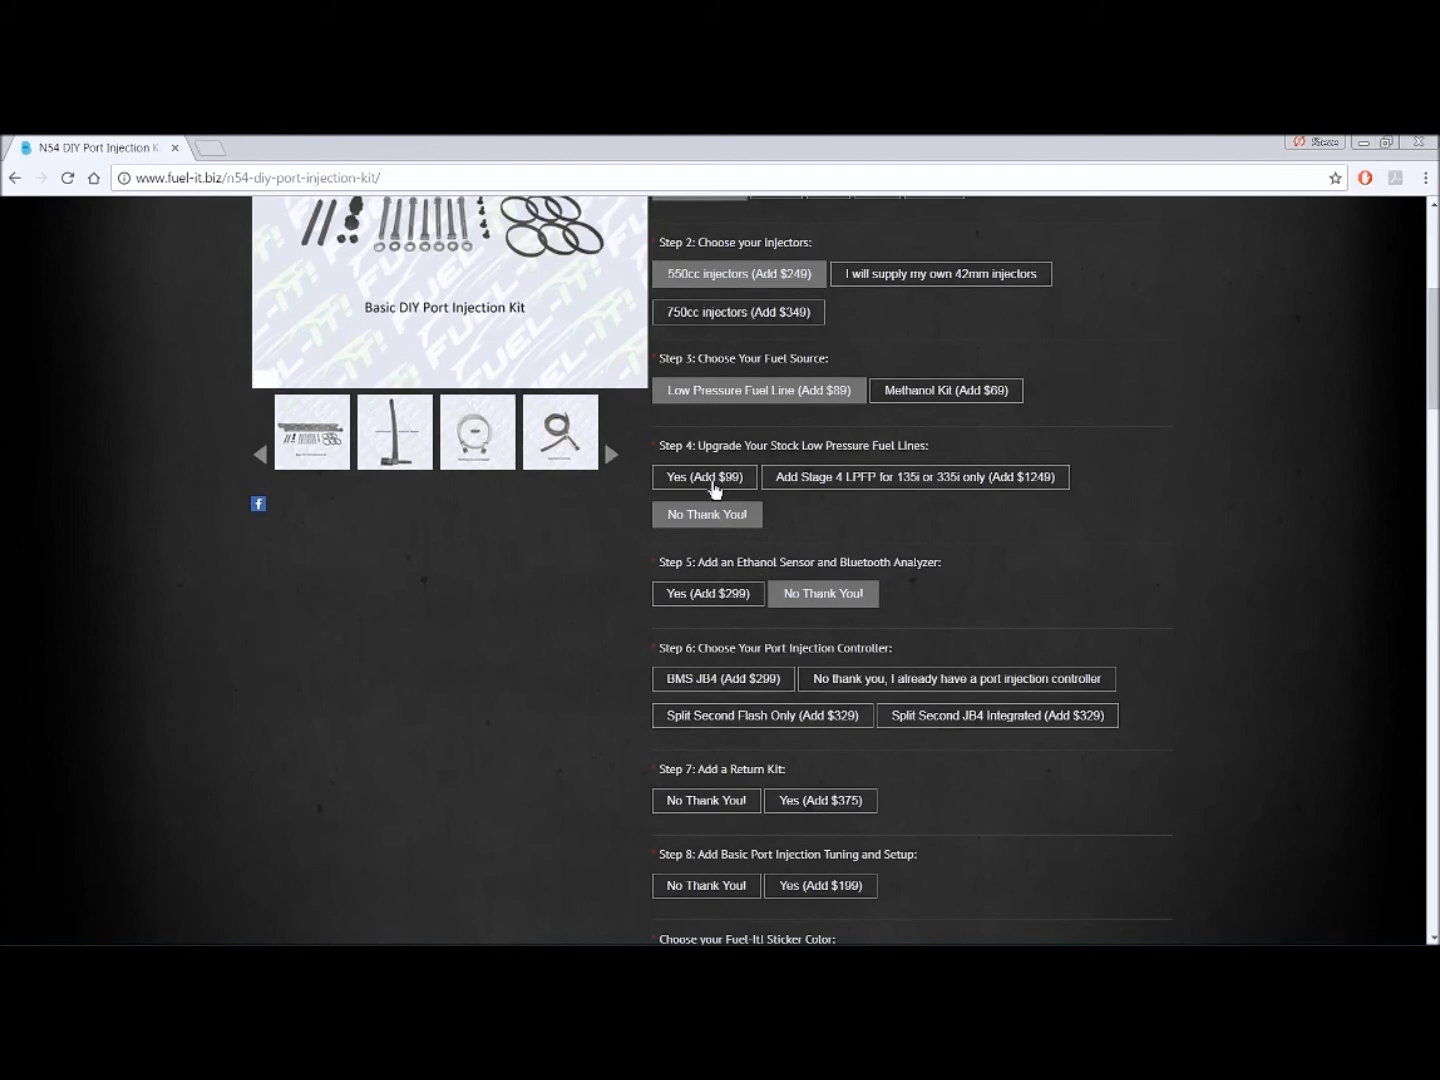 N54 DIY Port Injection K
www.fuel-it.biz/n54-diy-port-injection-kit/
FUEL-IT!
Basic DIY Port Injection Kit
* Step 2: Choose your Injectors:
550cc injectors (Add $249)
I will supply my own 42mm injectors
750cc injectors (Add $349)
* Step 3: Choose Your Fuel Source:
Low Pressure Fuel Line (Add $89)
Methanol Kit (Add $69)
* Step 4: Upgrade Your Stock Low Pressure Fuel Lines:
Yes (Add $99)
Add Stage 4 LPFP for 135i or 335i only (Add $1249)
No Thank You!
* Step 5: Add an Ethanol Sensor and Bluetooth Analyzer:
Yes (Add $299)
No Thank You!
* Step 6: Choose Your Port Injection Controller:
BMS JB4 (Add $299)
No thank you, I already have a port injection controller
Split Second Flash Only (Add $329)
Split Second JB4 Integrated (Add $329)
* Step 7: Add a Return Kit:
No Thank You!
Yes (Add $375)
* Step 8: Add Basic Port Injection Tuning and Setup:
No Thank You!
Yes (Add $199)
* Choose your Fuel-It! Sticker Color: